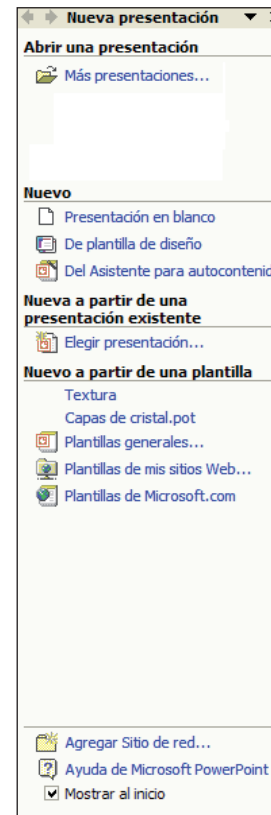 Nueva presentación
Abrir una presentación
Más presentaciones...
Nuevo
Presentación en blanco
De plantilla de diseño
Del Asistente para autoconteni
Nueva a partir de una
presentación existente
Elegir presentación...
Nuevo a partir de una plantilla
Textura
Capas de cristal.pot
Plantillas generales...
Plantillas de mis sitios Web...
Plantillas de Microsoft.com
Agregar Sitio de red...
Ayuda de Microsoft PowerPoint
Mostrar al inicio